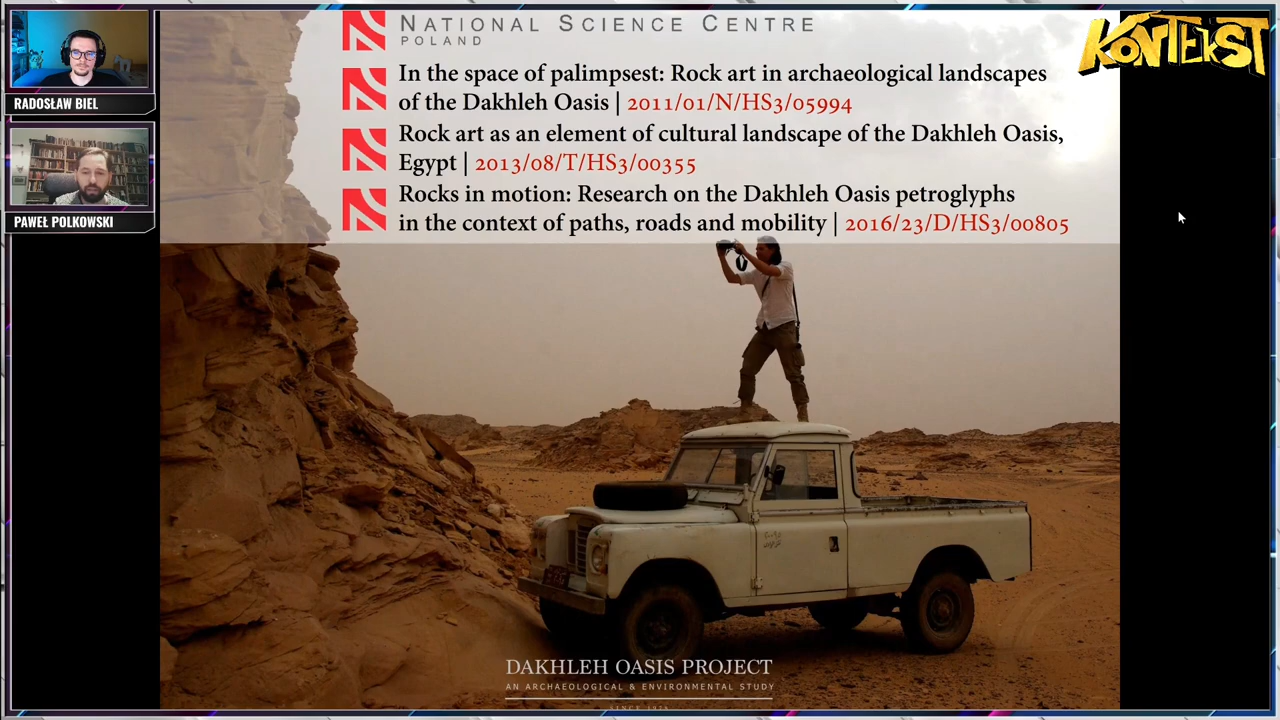 RADOSŁAW BIEL
PAWEŁ POLKOWSKI
KONTEKST
NATIONAL SCIENCE CENTRE
POLAND
In the space of palimpsest: Rock art in archaeological landscapes
of the Dakhleh Oasis | 2011/01/N/HS3/05994
Rock art as an element of cultural landscape of the Dakhleh Oasis,
Egypt | 2013/08/T/HS3/00355
Rocks in motion: Research on the Dakhleh Oasis petroglyphs
in the context of paths, roads and mobility | 2016/23/D/HS3/00805
DAKHLEH OASIS PROJECT
AN ARCHAEOLOGICAL & ENVIRONMENTAL STUDY
SINCE 1978